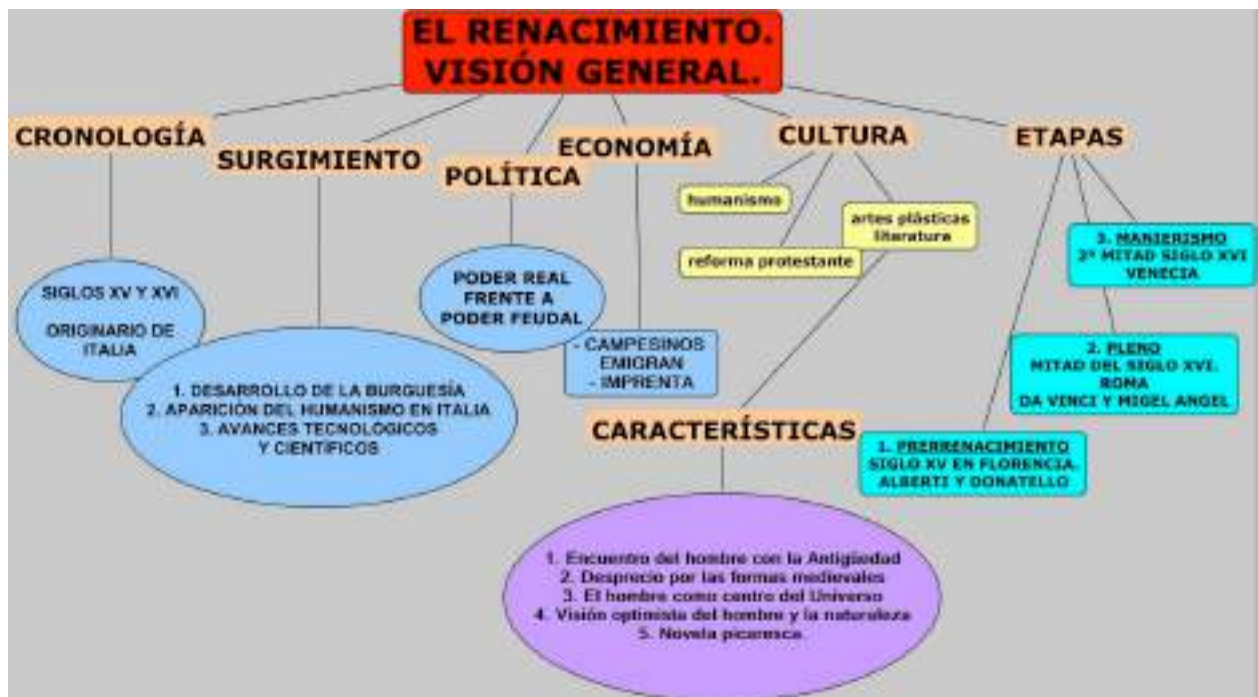 EL RENACIMIENTO.
VISIÓN GENERAL.
CRONOLOGÍA
SURGIMIENTO
POLÍTICA
ECONOMÍA
CULTURA
ETAPAS
SIGLOS XV Y XVI
ORIGINARIO DE
ITALIA
1. DESARROLLO DE LA BURGUESÍA
2. APARICIÓN DEL HUMANISMO EN ITALIA
3. AVANCES TECNOLÓGICOS
Y CIENTÍFICOS
PODER REAL
FRENTE A
PODER FEUDAL
- CAMPESINOS
EMIGRAN
- IMPRENTA
humanismo
reforma protestante
artes plásticas
literatura
CARACTERÍSTICAS
1. Encuentro del hombre con la Antigüedad
2. Desprecio por las formas medievales
3. El hombre como centro del Universo
4. Visión optimista del hombre y la naturaleza
5. Novela picaresca
3. MANIERISMO
2ª MITAD SIGLO XVI
VENECIA
2. PLENO
MITAD DEL SIGLO XVI.
ROMA
DA VINCI Y MIGEL ANGEL
1. PRERRENACIMIENTO
SIGLO XV EN FLORENCIA.
ALBERTI Y DONATELLO